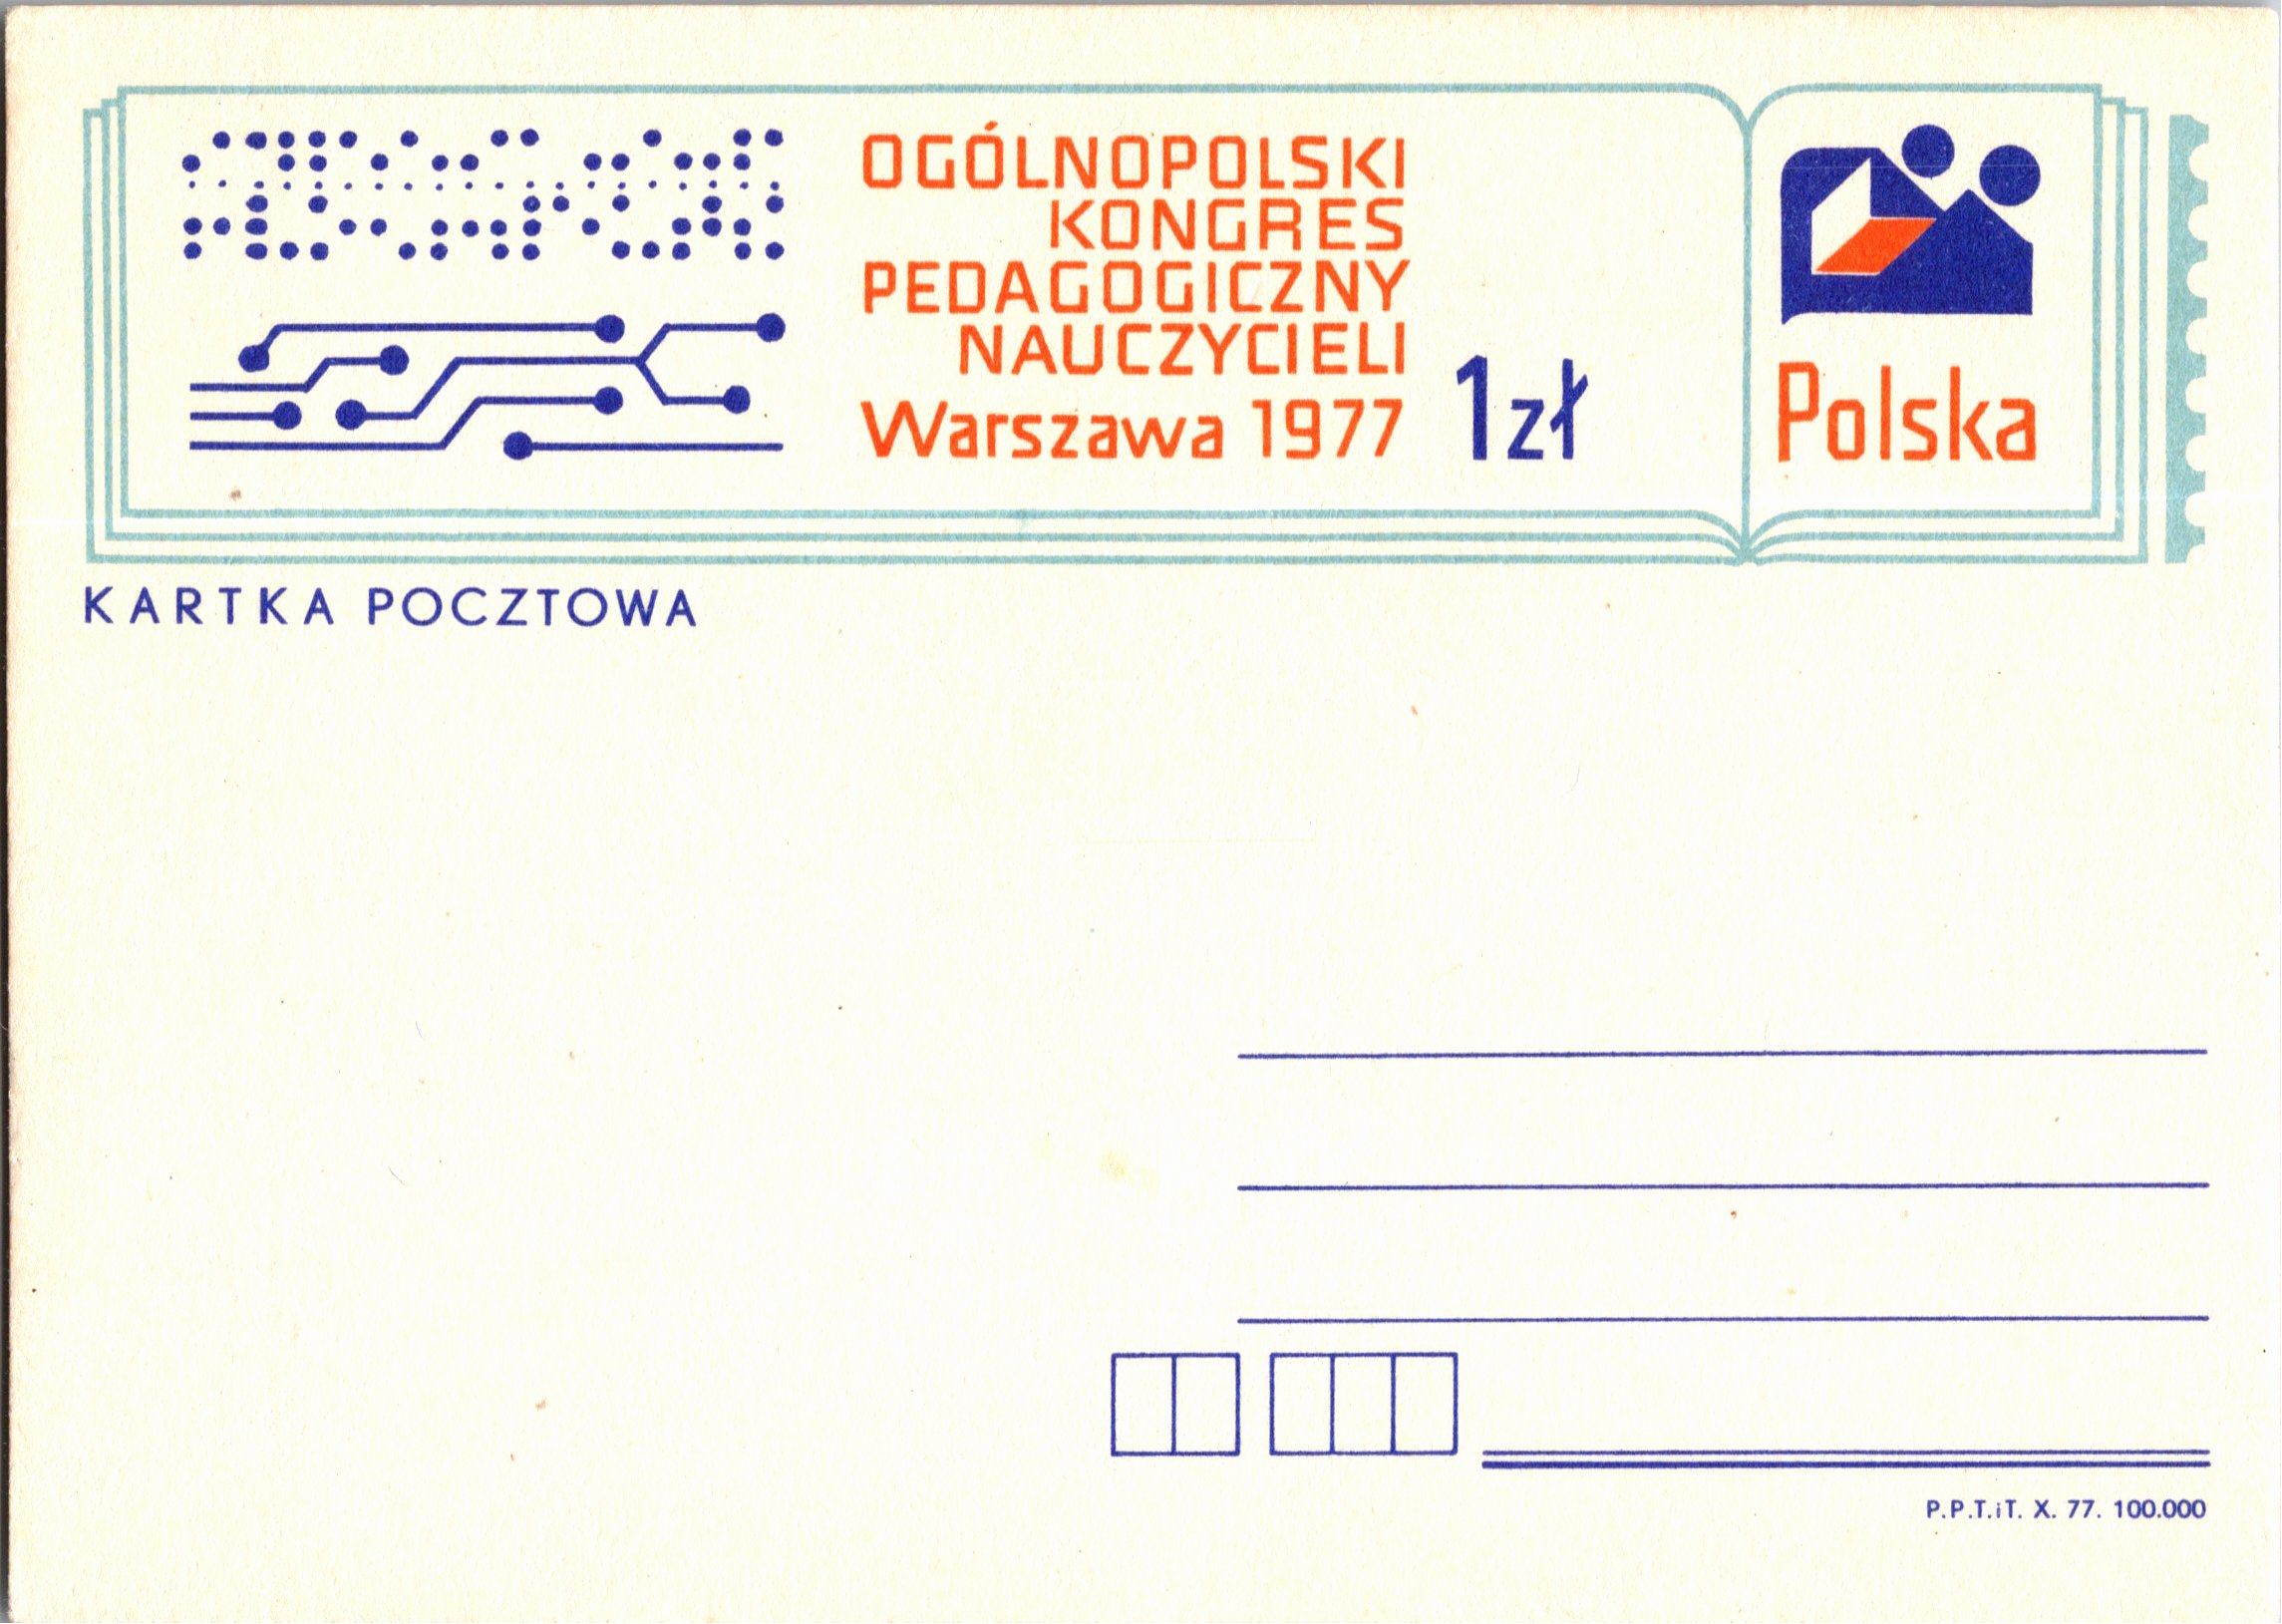 OGÓLNOPOLSKI
KONGRES
PEDAGOGICZNY
NAUCZYCIELI
Warszawa 1977
1zł
Polska
KARTKA POCZTOWA
P.P.T.iT. X. 77. 100.000